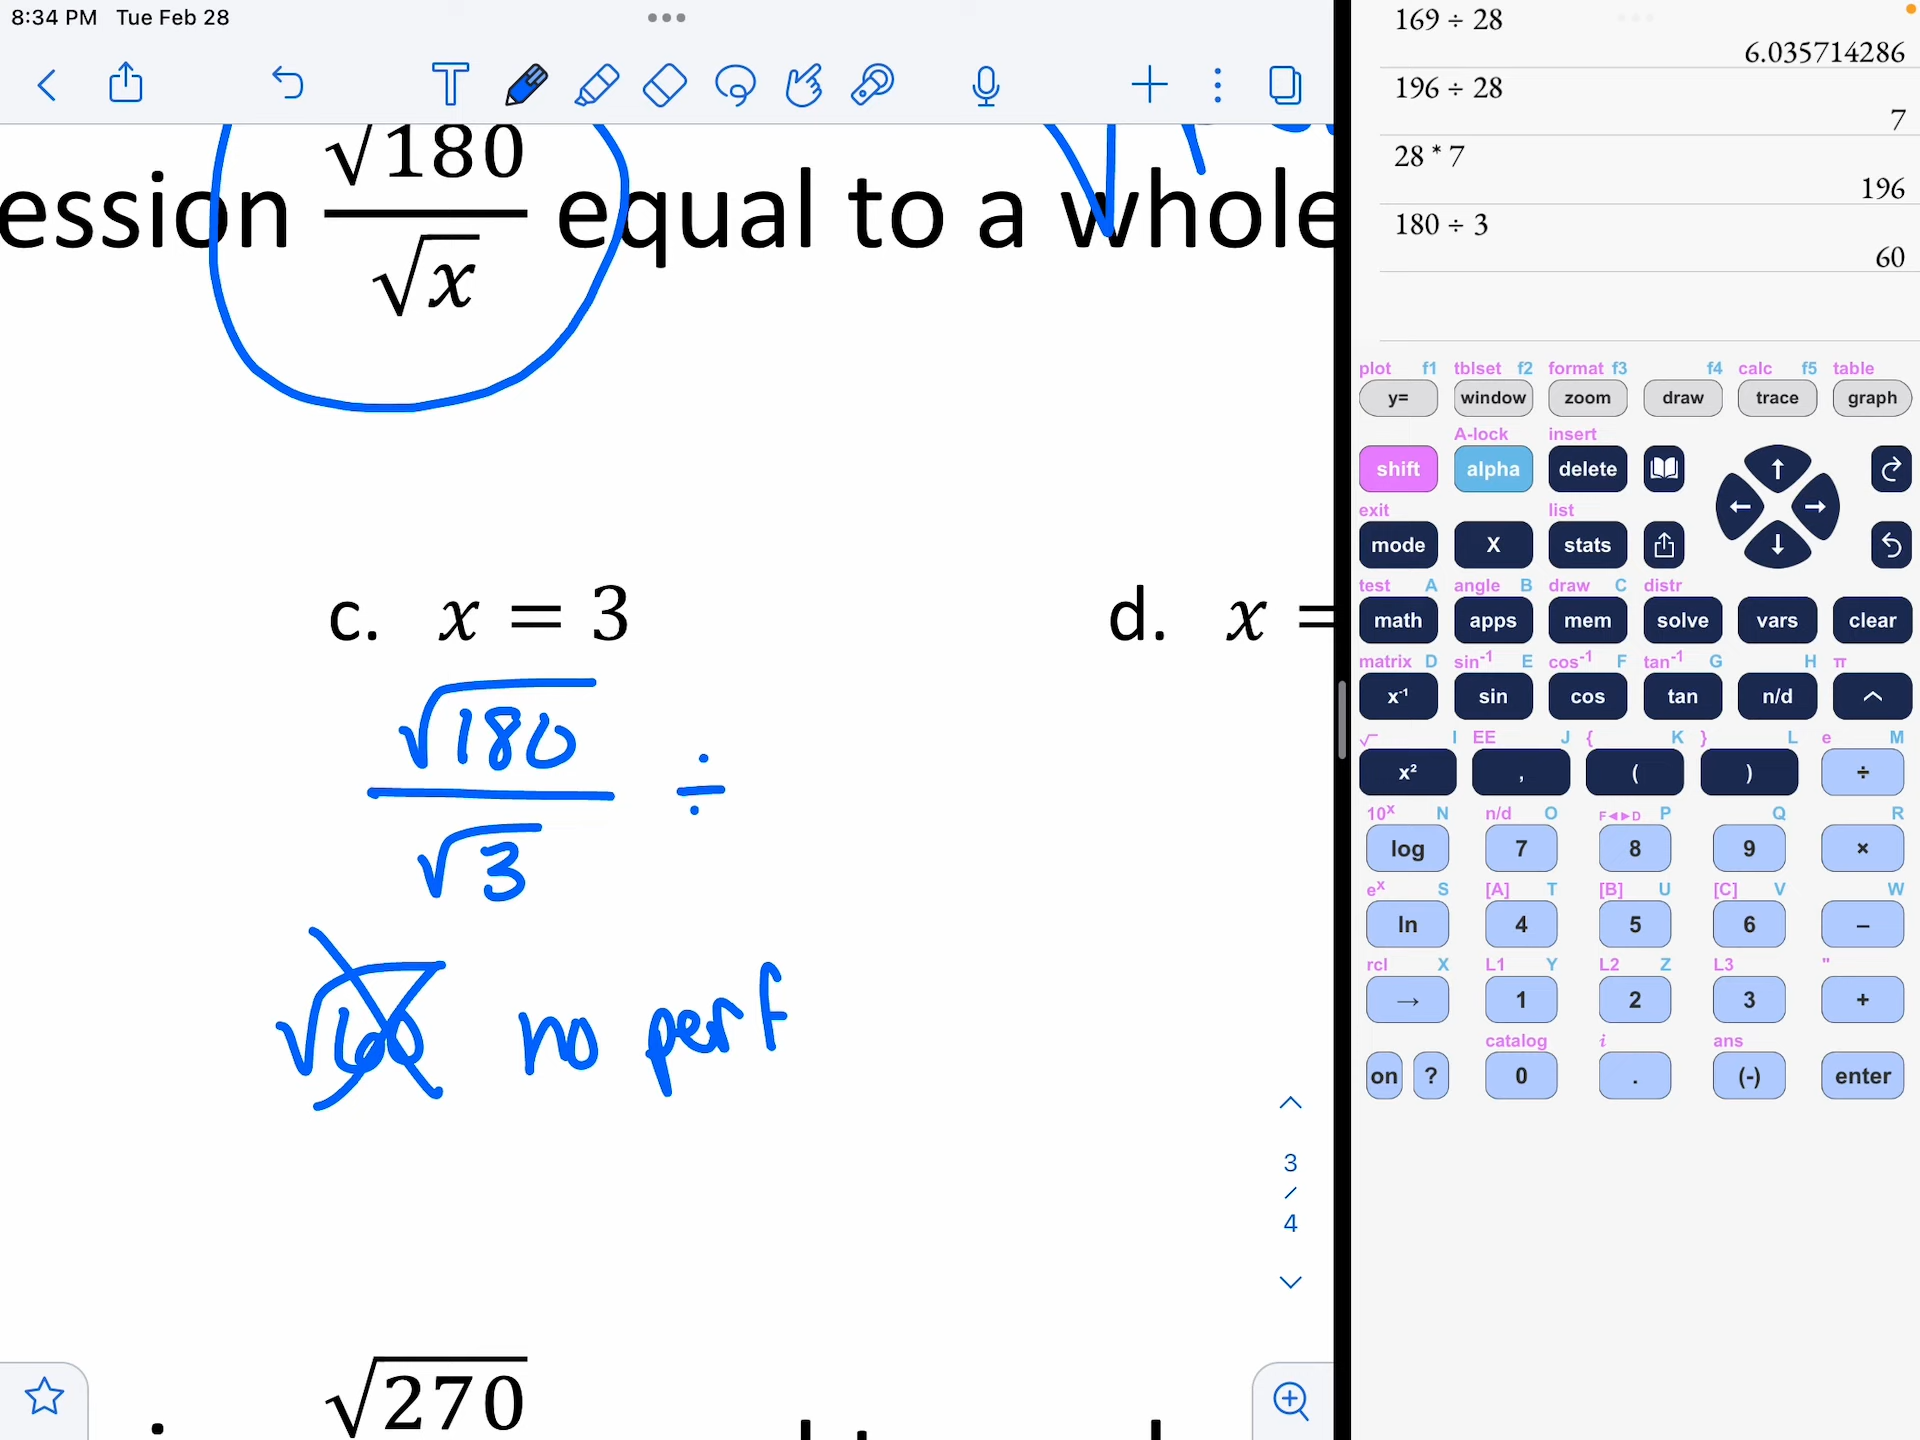 8:34 PM Tue Feb 28
√180
ession — equal to a whole
√x
c. x = 3
d. x =
√180
÷
√3
√60 no perf
3
/
4
√270
169 ÷ 28
6.035714286
196 ÷ 28
7
28 * 7
196
180 ÷ 3
60
plot f1 tblset f2 format f3 f4 calc f5 table
y= window zoom draw trace graph
A-lock insert
shift alpha delete
exit list
mode X stats
test A angle B draw C distr
math apps mem solve vars clear
matrix D sin⁻¹ E cos⁻¹ F tan⁻¹ G H π
x⁻¹ sin cos tan n/d ^
√ I EE J { K } L e M
x² , ( ) ÷
10ˣ N n/d O F◄►D P Q R
log 7 8 9 ×
eˣ S [A] T [B] U [C] V W
ln 4 5 6 −
rcl X L1 Y L2 Z L3 "
→ 1 2 3 +
catalog i ans
on ? 0 . (-) enter